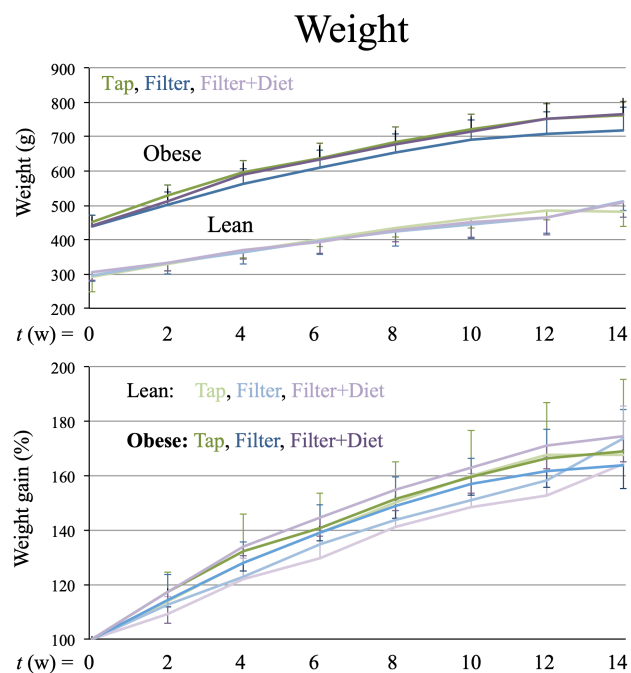 Weight
900
Tap, Filter, Filter+Diet
800
700
Obese
600
Weight (g)
500
Lean
400
300
200
t (w) = 0 2 4 6 8 10 12 14
200
Lean: Tap, Filter, Filter+Diet
180
Obese: Tap, Filter, Filter+Diet
160
Weight gain (%)
140
120
100
t (w) = 0 2 4 6 8 10 12 14